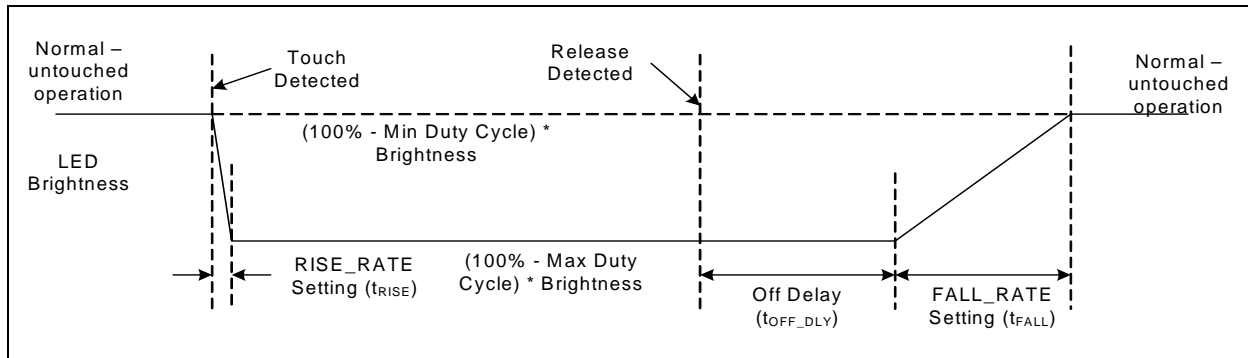 Normal –
untouched
operation
Touch
Detected
Release
Detected
Normal –
untouched
operation
(100% - Min Duty Cycle) *
Brightness
LED
Brightness
RISE_RATE
Setting (tRISE)
(100% - Max Duty
Cycle) * Brightness
Off Delay
(tOFF_DLY)
FALL_RATE
Setting (tFALL)